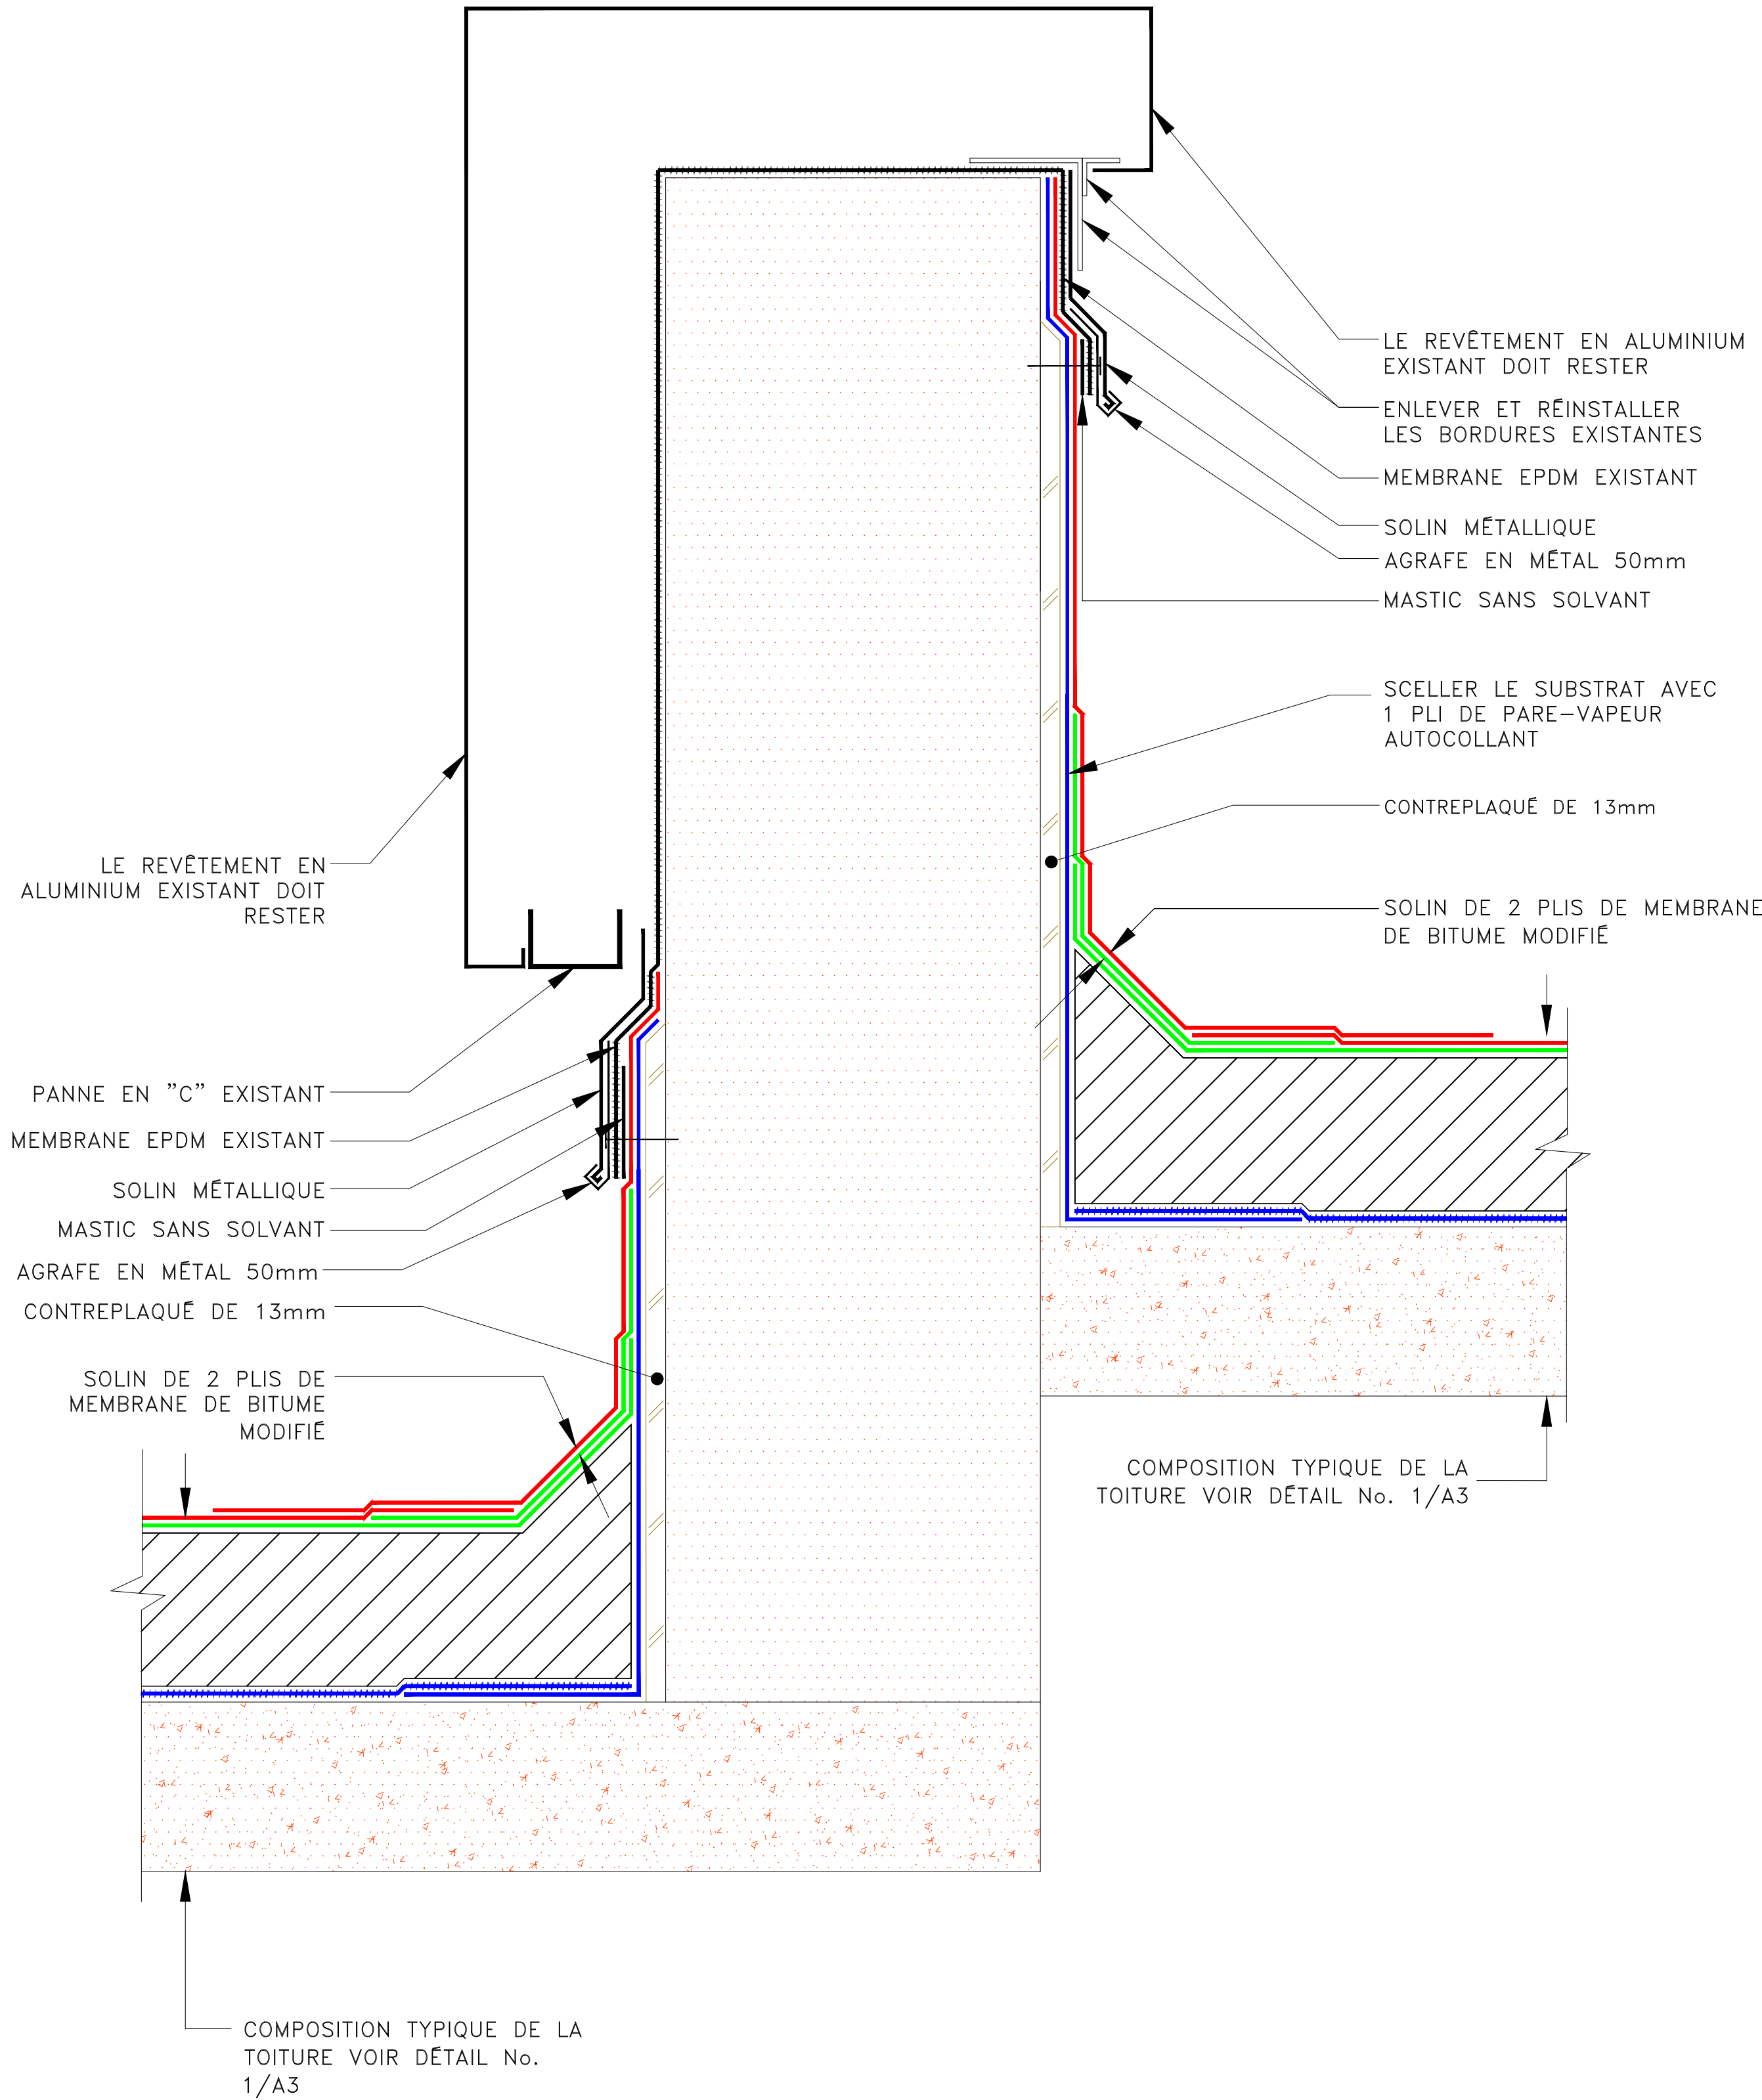 LE REVÊTEMENT EN ALUMINIUM
EXISTANT DOIT RESTER
ENLEVER ET RÉINSTALLER
LES BORDURES EXISTANTES
MEMBRANE EPDM EXISTANT
SOLIN MÉTALLIQUE
AGRAFE EN MÉTAL 50mm
MASTIC SANS SOLVANT
SCELLER LE SUBSTRAT AVEC
1 PLI DE PARE-VAPEUR
AUTOCOLLANT
CONTREPLAQUÉ DE 13mm
SOLIN DE 2 PLIS DE MEMBRANE
DE BITUME MODIFIÉ
COMPOSITION TYPIQUE DE LA
TOITURE VOIR DÉTAIL No. 1/A3
LE REVÊTEMENT EN
ALUMINIUM EXISTANT DOIT
RESTER
PANNE EN "C" EXISTANT
MEMBRANE EPDM EXISTANT
SOLIN MÉTALLIQUE
MASTIC SANS SOLVANT
AGRAFE EN MÉTAL 50mm
CONTREPLAQUÉ DE 13mm
SOLIN DE 2 PLIS DE
MEMBRANE DE BITUME
MODIFIÉ
COMPOSITION TYPIQUE DE LA
TOITURE VOIR DÉTAIL No.
1/A3